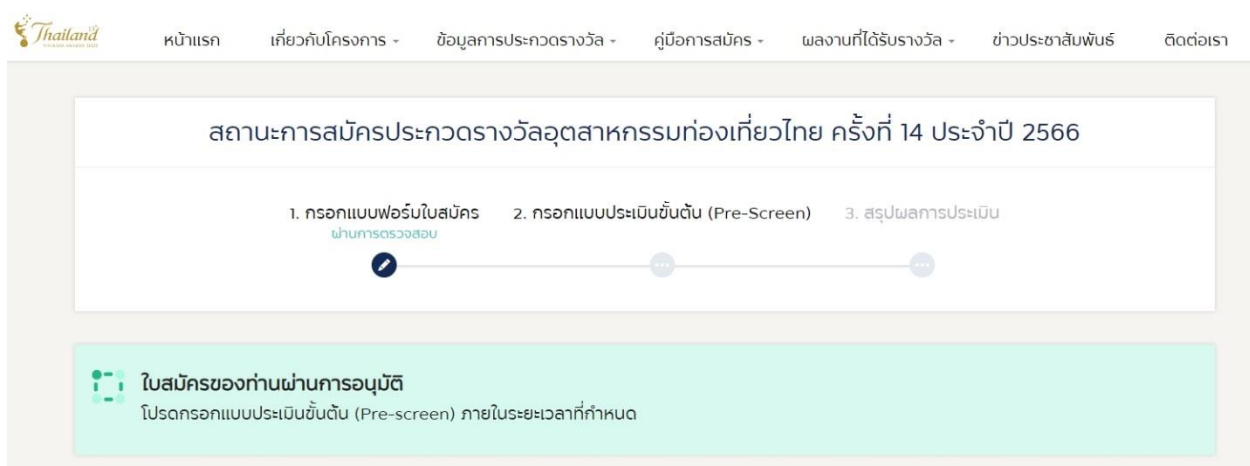 Thailand
หน้าแรก เกี่ยวกับโครงการ ข้อมูลการประกวดรางวัล คู่มือการสมัคร ผลงานที่ได้รับรางวัล ข่าวประชาสัมพันธ์ ติดต่อเรา
สถานะการสมัครประกวดรางวัลอุตสาหกรรมท่องเที่ยวไทย ครั้งที่ 14 ประจำปี 2566
1. กรอกแบบฟอร์มใบสมัคร 2. กรอกแบบประเมินขั้นต้น (Pre-Screen) 3. สรุปผลการประเมิน
ผ่านการตรวจสอบ
ใบสมัครของท่านผ่านการอนุมัติ
โปรดกรอกแบบประเมินขั้นต้น (Pre-screen) ภายในระยะเวลาที่กำหนด